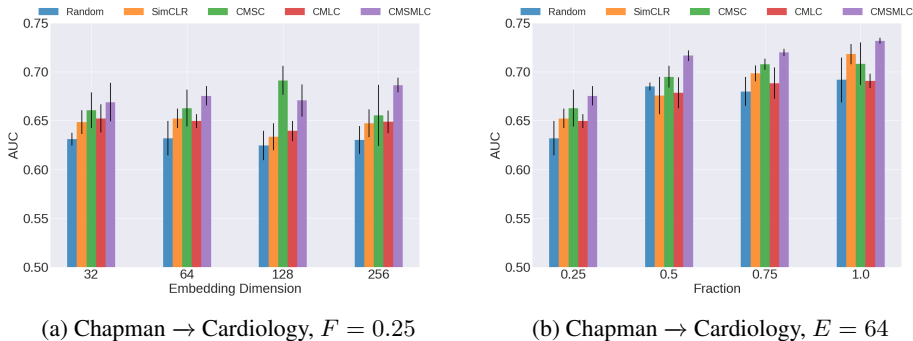 Random SimCLR CMSC CMLC CMSMLC
0.75
0.70
0.65
0.60
0.55
0.50
AUC
32 64 128 256
Embedding Dimension
(a) Chapman → Cardiology, F = 0.25
Random SimCLR CMSC CMLC CMSMLC
0.75
0.70
0.65
0.60
0.55
0.50
AUC
0.25 0.5 0.75 1.0
Fraction
(b) Chapman → Cardiology, E = 64